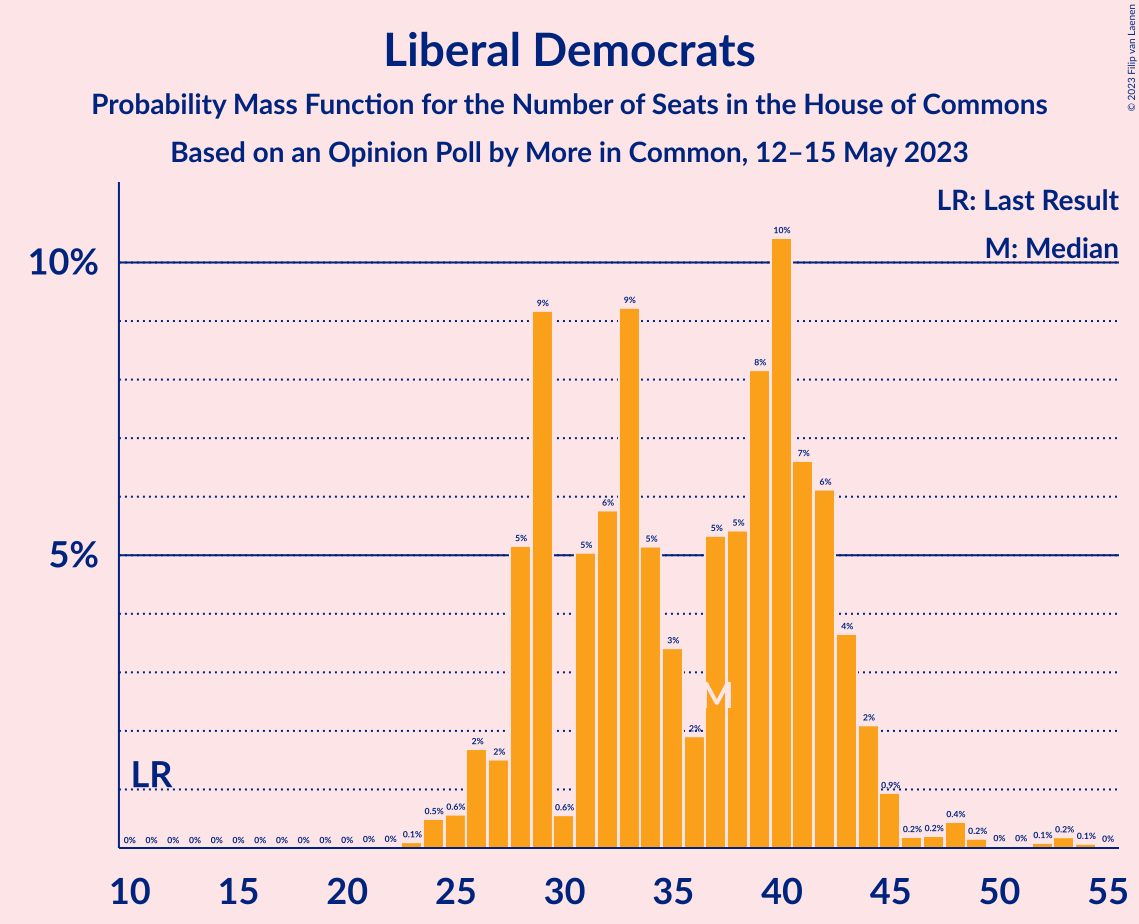 Liberal Democrats
Probability Mass Function for the Number of Seats in the House of Commons
Based on an Opinion Poll by More in Common, 12–15 May 2023
© 2023 Filip van Laenen
LR: Last Result
M: Median
10%
5%
LR
M
0% 0% 0% 0% 0% 0% 0% 0% 0% 0% 0% 0% 0% 0.1% 0.5% 0.6% 2% 2% 5% 9% 0.6% 5% 6% 9% 5% 3% 2% 5% 5% 8% 10% 7% 6% 4% 2% 0.9% 0.2% 0.2% 0.4% 0.2% 0% 0% 0.1% 0.2% 0.1% 0%
10 15 20 25 30 35 40 45 50 55